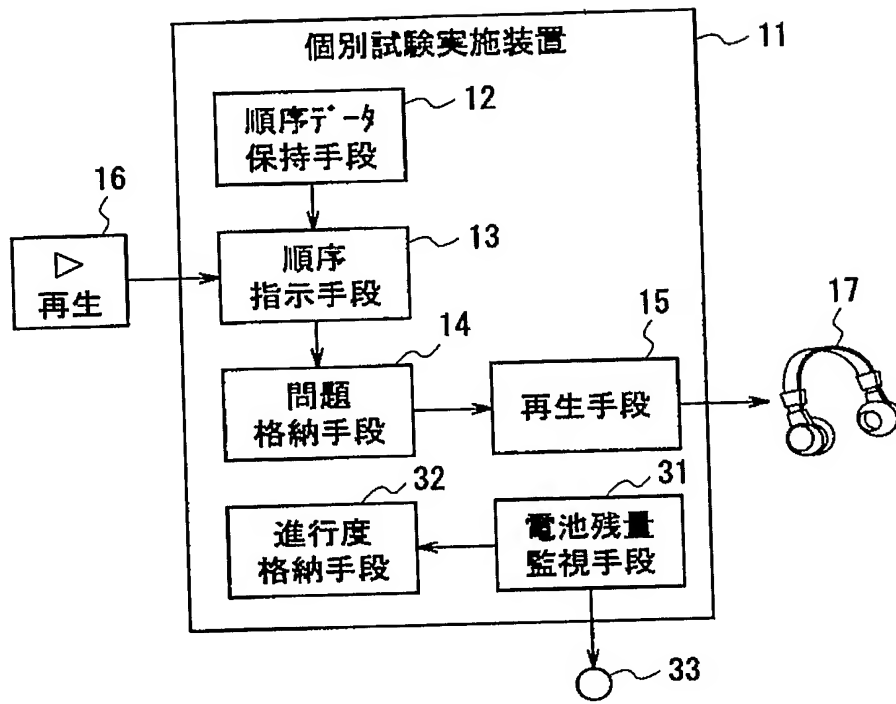 個別試験実施装置
11
12
順序データ
保持手段
16
▷
再生
13
順序
指示手段
14
問題
格納手段
15
再生手段
17
32
進行度
格納手段
31
電池残量
監視手段
33